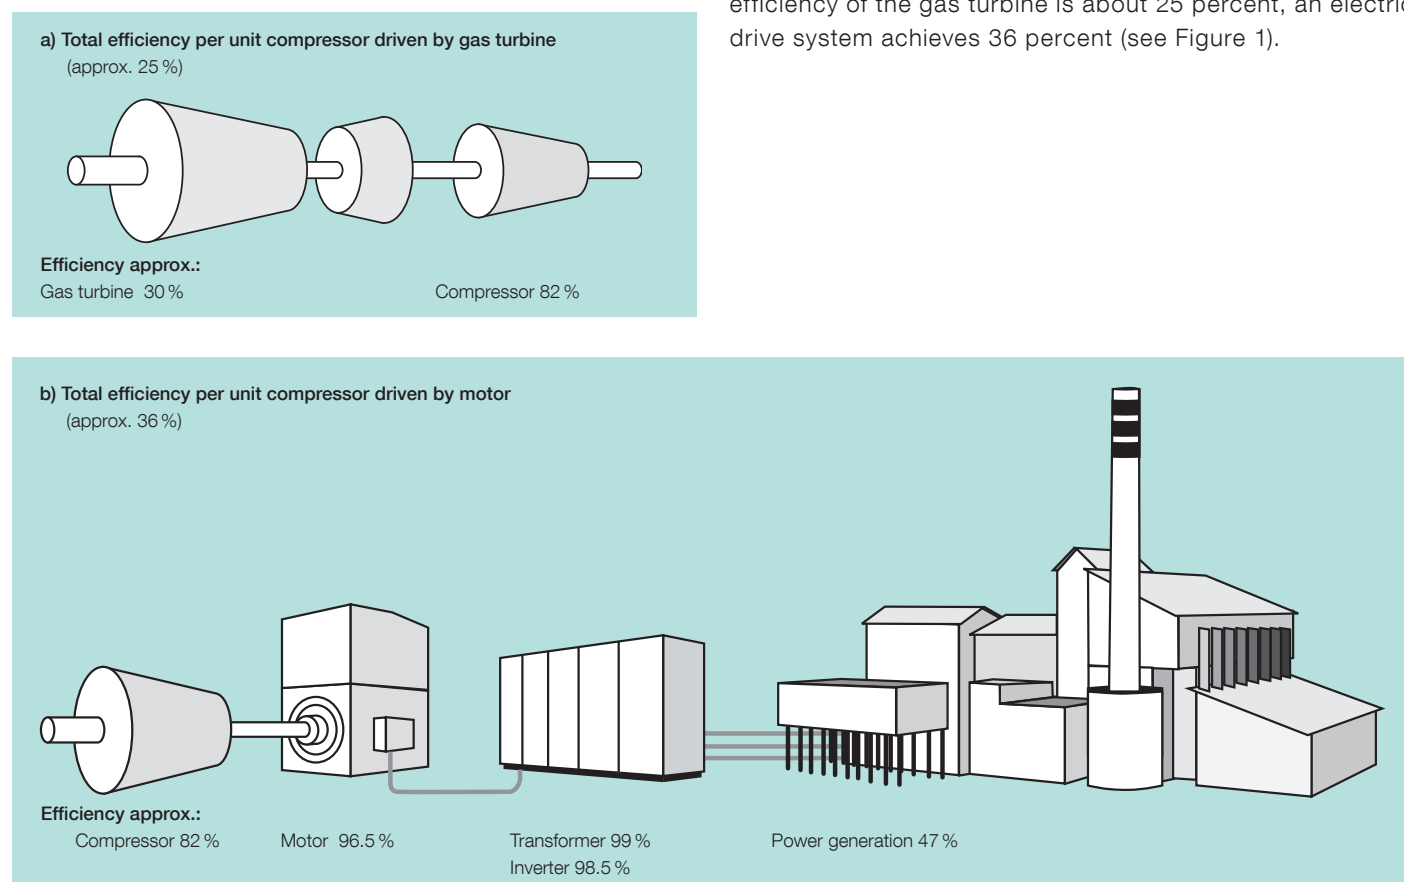 efficiency of the gas turbine is about 25 percent, an electric
drive system achieves 36 percent (see Figure 1).
a) Total efficiency per unit compressor driven by gas turbine
(approx. 25 %)
Efficiency approx.:
Gas turbine 30 %
Compressor 82 %
b) Total efficiency per unit compressor driven by motor
(approx. 36 %)
Efficiency approx.:
Compressor 82 %
Motor 96.5 %
Transformer 99 %
Inverter 98.5 %
Power generation 47 %